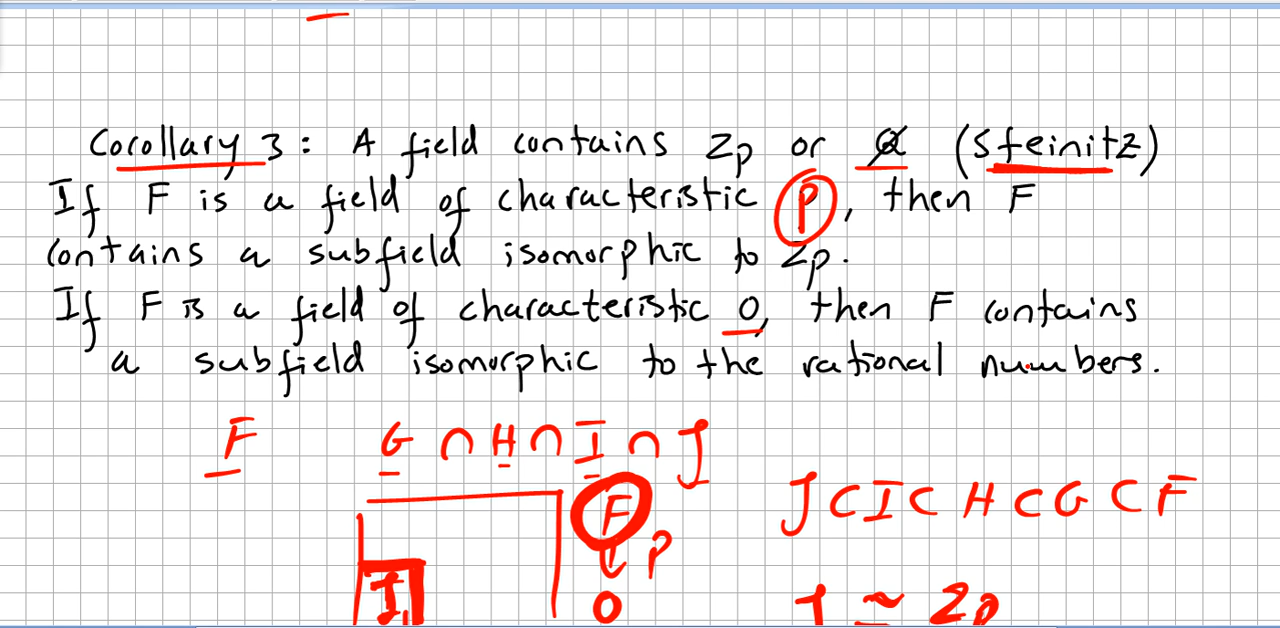 Corollary 3: A field contains Zp or Q (Steinitz)
If F is a field of characteristic P, then F
contains a subfield isomorphic to Zp.
If F is a field of characteristic 0, then F contains
a subfield isomorphic to the rational numbers.
F G ∩ H ∩ I ∩ J
J ⊂ I ⊂ H ⊂ G ⊂ F
F
P
0
J ≃ Zp